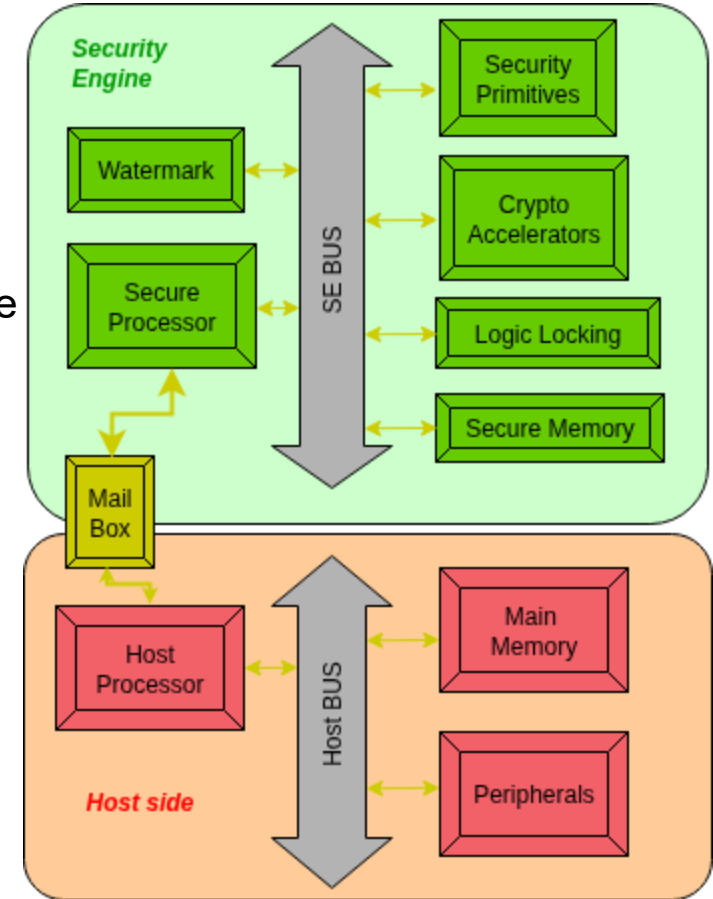 Security
Engine
Security
Primitives
Watermark
Crypto
Accelerators
SE BUS
e
Secure
Processor
Logic Locking
Secure Memory
Mail
Box
Main
Memory
Host
Processor
Host BUS
Peripherals
Host side